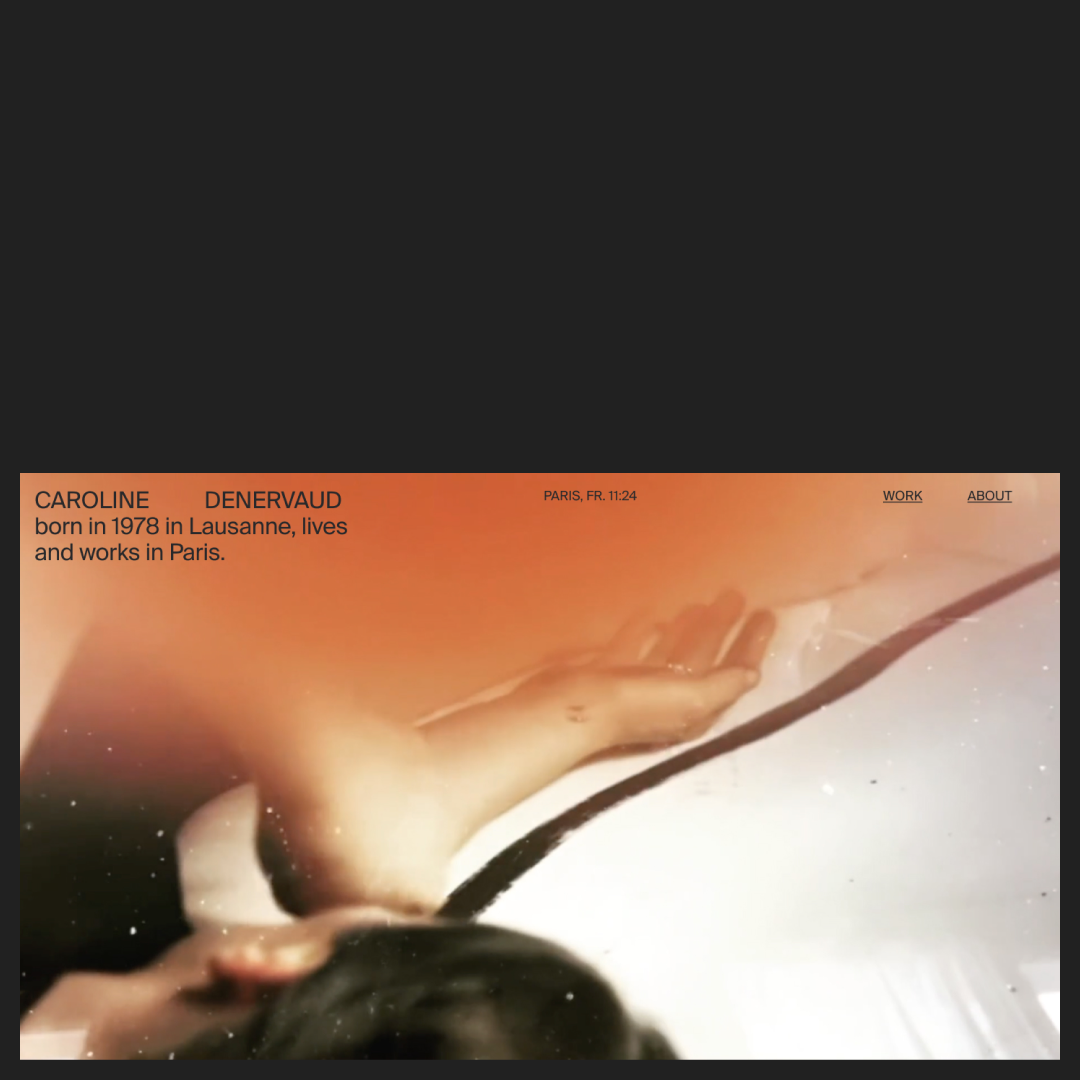 CAROLINE DENERVAUD
born in 1978 in Lausanne, lives
and works in Paris.
PARIS, FR. 11:24
WORK
ABOUT